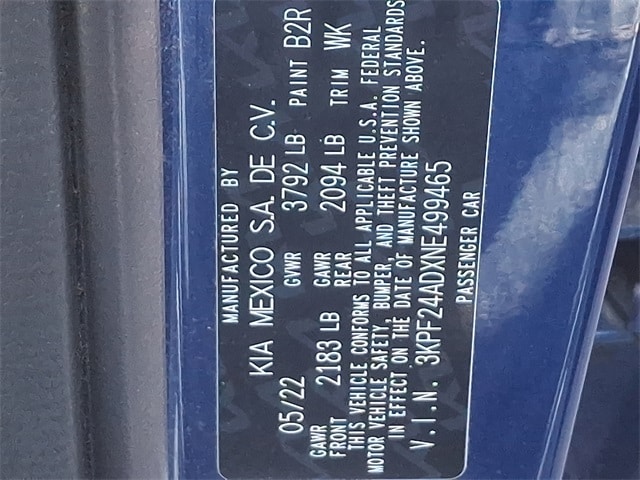 MANUFACTURED BY
KIA MEXICO S.A. DE C.V.
05/22 GVWR 3792 LB PAINT B2R
GAWR FRONT 2183 LB GAWR REAR 2094 LB TRIM WK
THIS VEHICLE CONFORMS TO ALL APPLICABLE U.S.A. FEDERAL
MOTOR VEHICLE SAFETY, BUMPER, AND THEFT PREVENTION STANDARDS
IN EFFECT ON THE DATE OF MANUFACTURE SHOWN ABOVE.
V.I.N. 3KPF24ADXNE499465
PASSENGER CAR